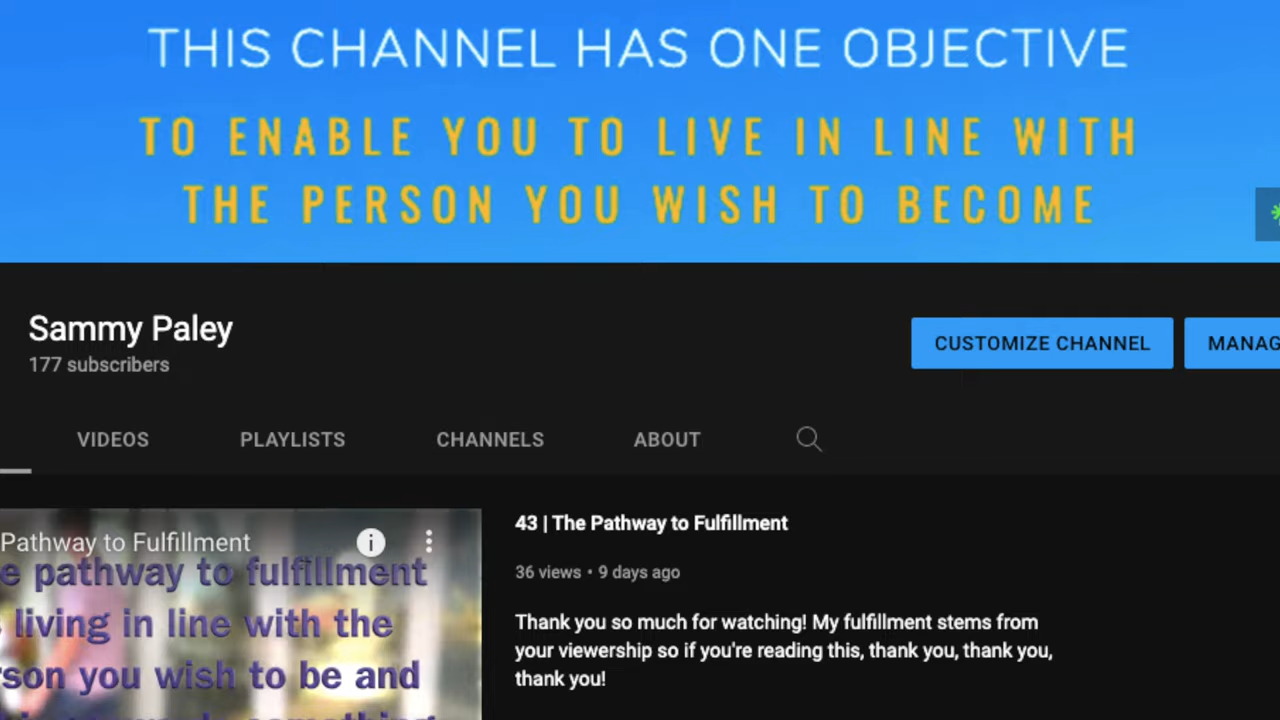 THIS CHANNEL HAS ONE OBJECTIVE
TO ENABLE YOU TO LIVE IN LINE WITH
THE PERSON YOU WISH TO BECOME
Sammy Paley
177 subscribers
CUSTOMIZE CHANNEL
VIDEOS PLAYLISTS CHANNELS ABOUT
Pathway to Fulfillment
pathway to fulfillment
living in line with the
you wish to be and
43 | The Pathway to Fulfillment
36 views • 9 days ago
Thank you so much for watching! My fulfillment stems from
your viewership so if you're reading this, thank you, thank you,
thank you!